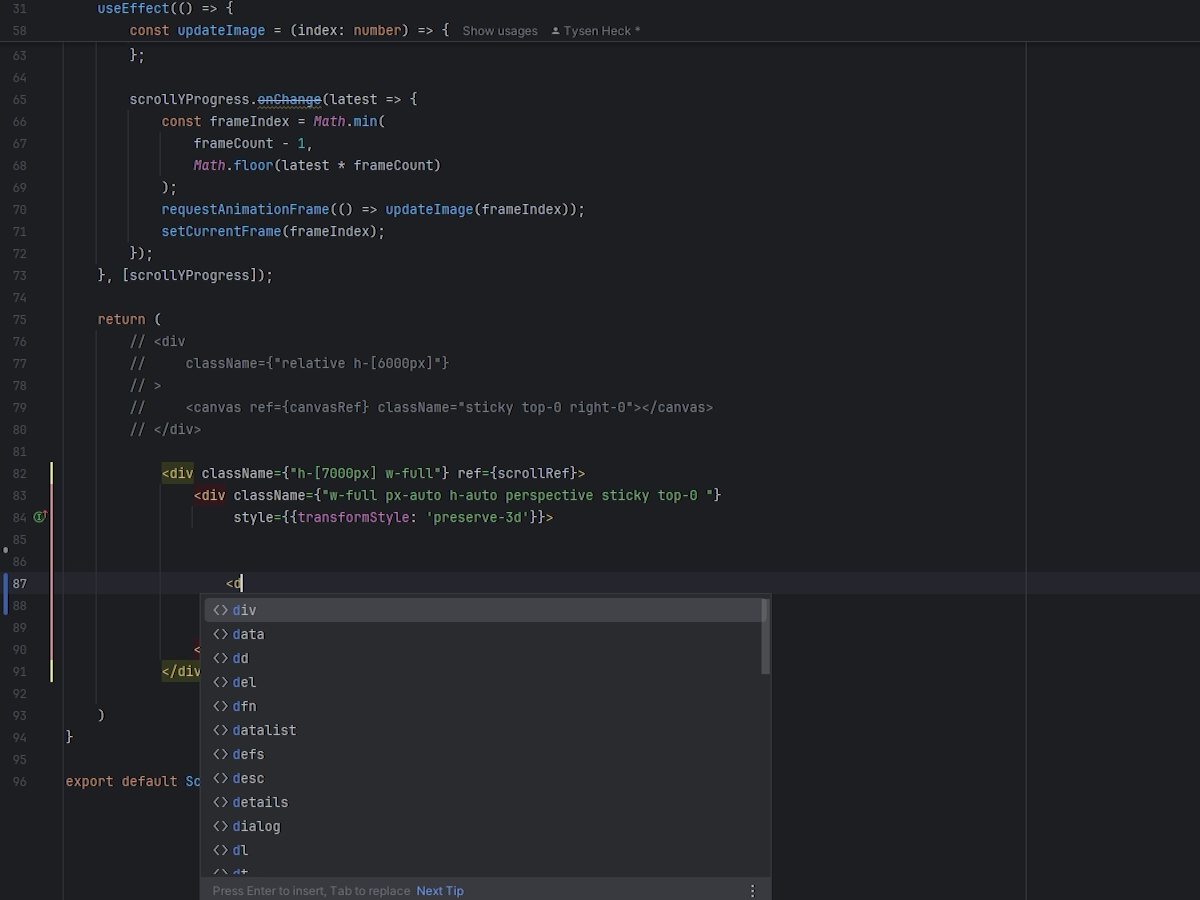 31 useEffect(() => {
58 const updateImage = (index: number) => { Show usages Tysen Heck *
63 };
64
65 scrollYProgress.onChange(latest => {
66 const frameIndex = Math.min(
67 frameCount - 1,
68 Math.floor(latest * frameCount)
69 );
70 requestAnimationFrame(() => updateImage(frameIndex));
71 setCurrentFrame(frameIndex);
72 });
73 }, [scrollYProgress]);
74
75 return (
76 // <div
77 //     className={"relative h-[6000px]"}
78 // >
79 //     <canvas ref={canvasRef} className="sticky top-0 right-0"></canvas>
80 // </div>
81
82 <div className={"h-[7000px] w-full"} ref={scrollRef}>
83 <div className={"w-full px-auto h-auto perspective sticky top-0 "}
84 style={{transformStyle: 'preserve-3d'}}>
85
86
87 <d
88
89
90 <
91 </div
92
93 )
94 }
95
96 export default Sc
<> div
<> data
<> dd
<> del
<> dfn
<> datalist
<> defs
<> desc
<> details
<> dialog
<> dl
<> dt
Press Enter to insert, Tab to replace Next Tip